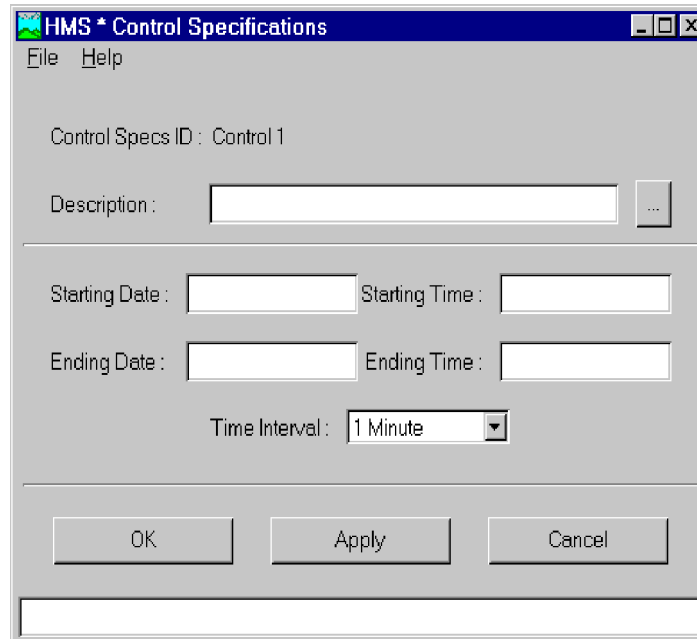 HMS * Control Specifications
File Help
Control Specs ID : Control 1
Description : ...
Starting Date : Starting Time :
Ending Date : Ending Time :
Time Interval : 1 Minute
OK Apply Cancel